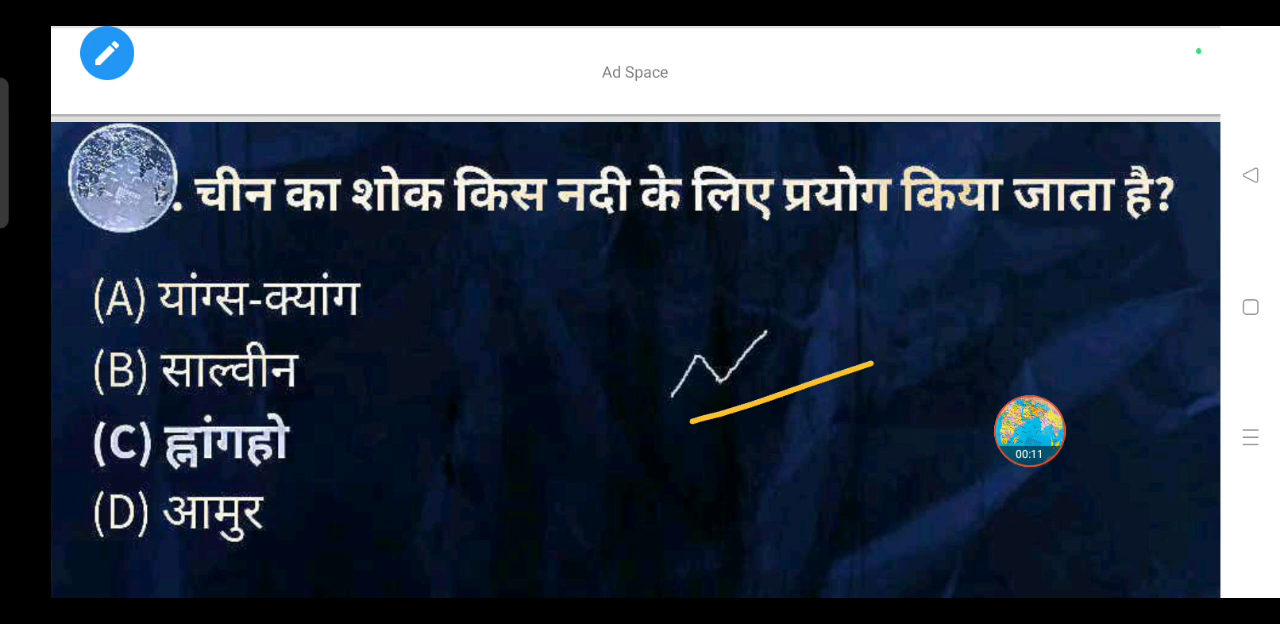 Ad Space
. चीन का शोक किस नदी के लिए प्रयोग किया जाता है?
(A) यांग्स-क्यांग
(B) साल्वीन
(C) ह्नांगहो
(D) आमुर
00:11